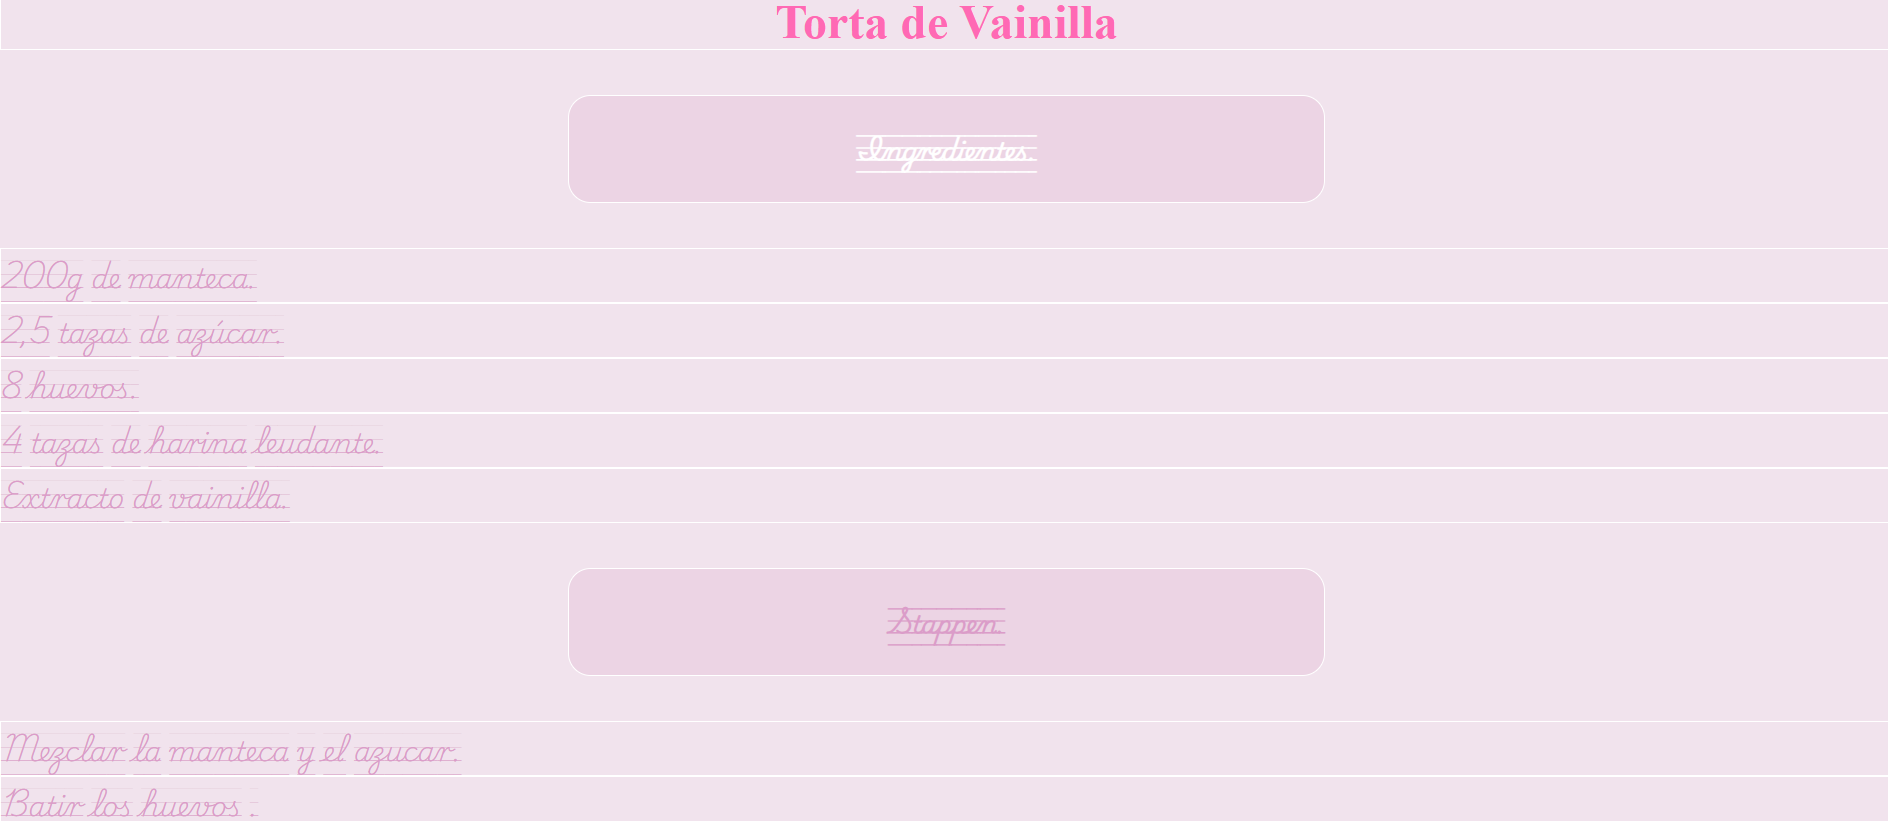 Torta de Vainilla
Ingredientes.
200g de manteca.
2,5 tazas de azúcar.
8 huevos.
4 tazas de harina leudante.
Extracto de vainilla.
Stappen.
Mezclar la manteca y el azucar.
Batir los huevos .